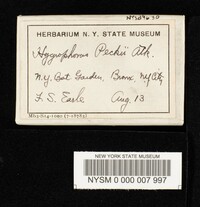 HERBARIUM N. Y. STATE MUSEUM
Hygrophorus Peckii Atk.
N.Y. Bot. Garden, Bronx, N.Y. City
F. S. Earle Aug. 13
NEW YORK STATE MUSEUM
NYSM 0 000 007 997